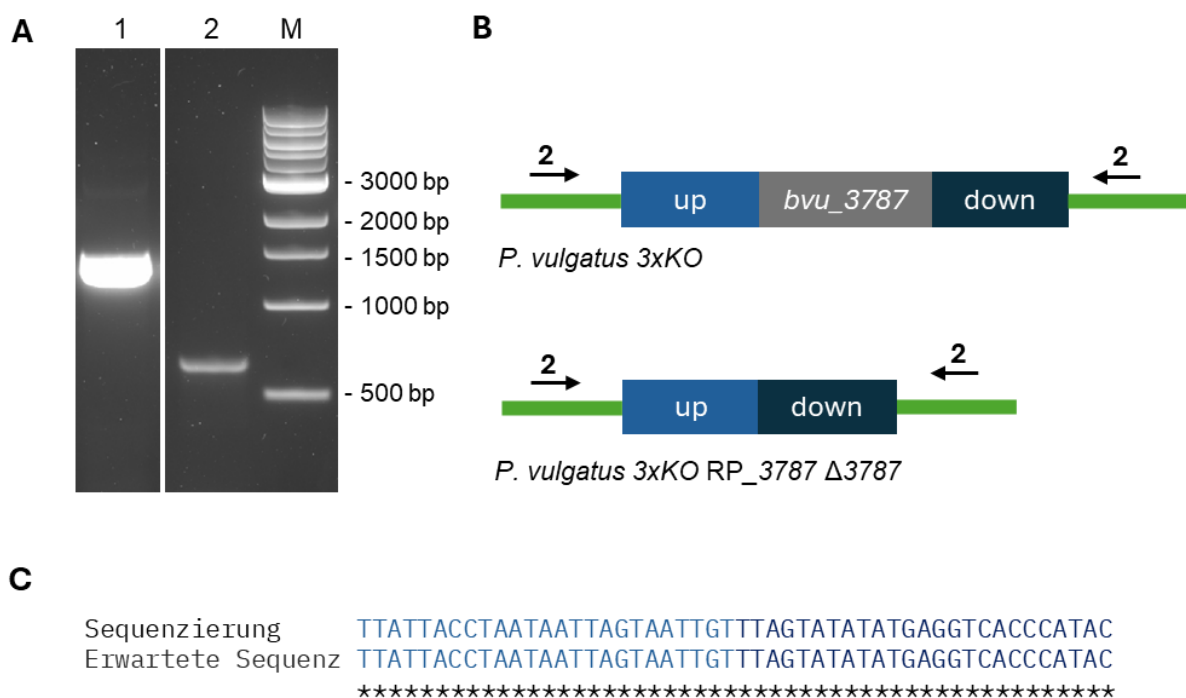 A
1 2 M
- 3000 bp
- 2000 bp
- 1500 bp
- 1000 bp
- 500 bp
B
2 2
up bvu_3787 down
P. vulgatus 3xKO
2 2
up down
P. vulgatus 3xKO RP_3787 Δ3787
C
Sequenzierung TTATTACCTAATAATTAGTAATTGTTTAGTATATATGAGGTCACCCATAC
Erwartete Sequenz TTATTACCTAATAATTAGTAATTGTTTAGTATATATGAGGTCACCCATAC
**************************************************